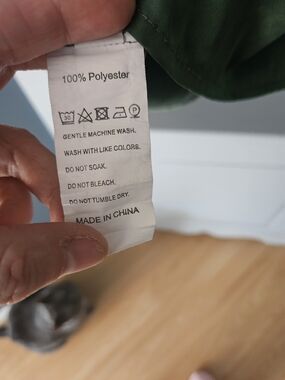 100% Polyester
30 P
GENTLE MACHINE WASH.
WASH WITH LIKE COLORS.
DO NOT SOAK.
DO NOT BLEACH.
DO NOT TUMBLE DRY.
MADE IN CHINA